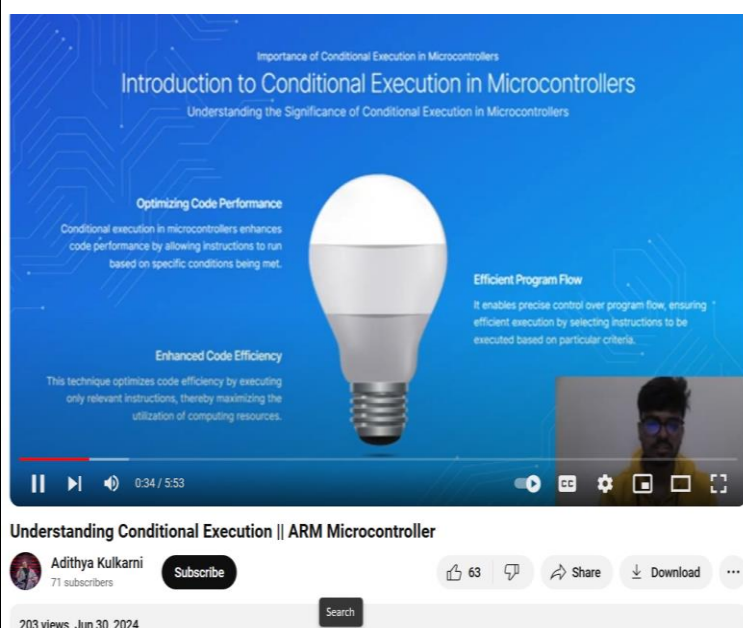 Importance of Conditional Execution in Microcontrollers
Introduction to Conditional Execution in Microcontrollers
Understanding the Significance of Conditional Execution in Microcontrollers
Optimizing Code Performance
Conditional execution in microcontrollers enhances
code performance by allowing instructions to run
based on specific conditions being met.
Efficient Program Flow
It enables precise control over program flow, ensuring
efficient execution by selecting instructions to be
executed based on particular criteria.
Enhanced Code Efficiency
This technique optimizes code efficiency by executing
only relevant instructions, thereby maximizing the
utilization of computing resources.
0:34 / 5:53
CC
Understanding Conditional Execution || ARM Microcontroller
Adithya Kulkarni
71 subscribers
Subscribe
63
Share
Download
Search
203 views Jun 30, 2024